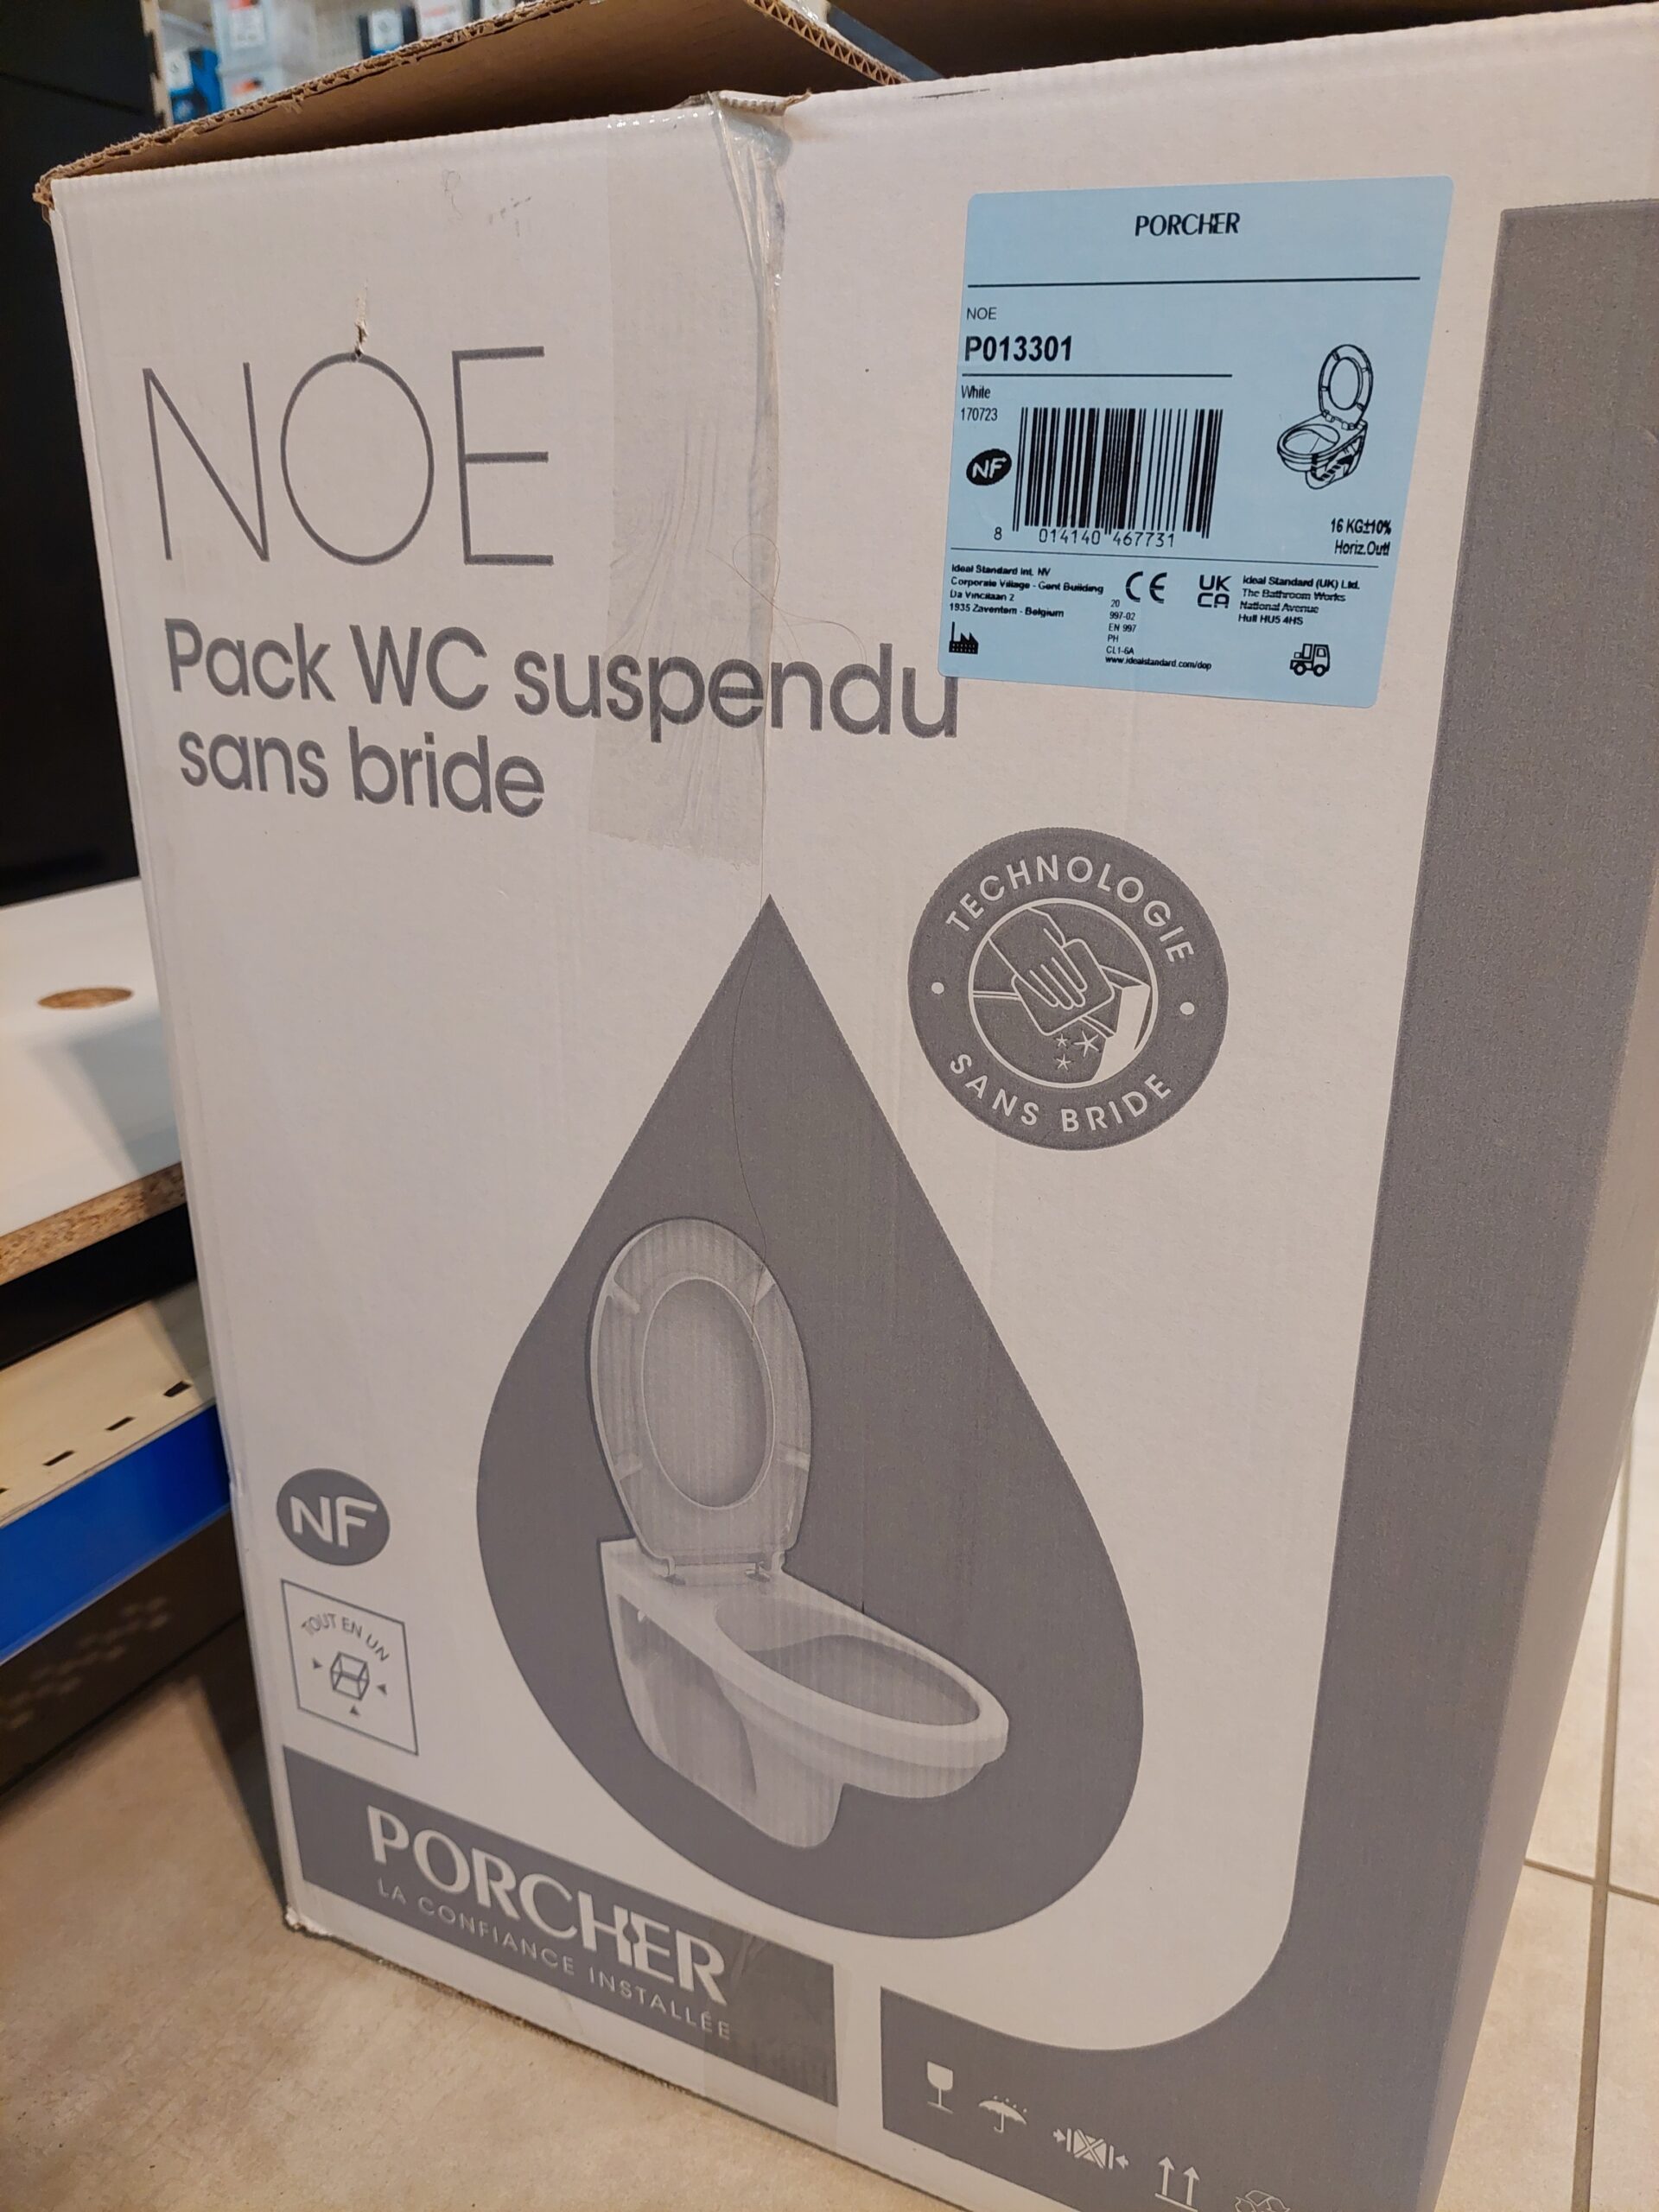 PORCHER
NOE
P013301
White
170723
NF
8 014140 467731
16 KG±10%
Horiz.Outl
Ideal Standard Int. NV
Corporate Village - Gent Building
Da Vincilaan 2
1935 Zaventem - Belgium
CE
20
997-02
EN 997
PH
CL1-6A
www.idealstandard.com/dop
UK
CA
Ideal Standard (UK) Ltd.
The Bathroom Works
National Avenue
Hull HU5 4HS
NOE
Pack WC suspendu
sans bride
TECHNOLOGIE
SANS BRIDE
NF
TOUT EN UN
PORCHER
LA CONFIANCE INSTALLÉE